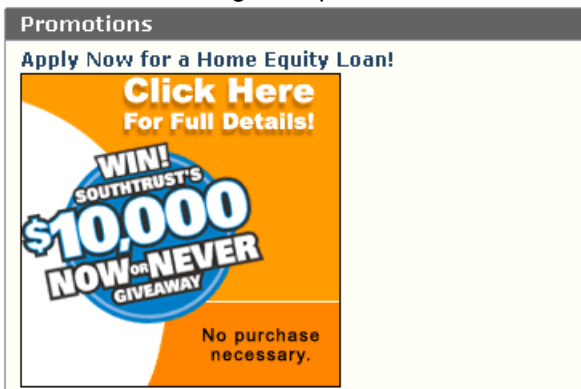 Promotions
Apply Now for a Home Equity Loan!
Click Here
For Full Details!
WIN!
SOUTHTRUST'S
$10,000
NOW OR NEVER
GIVEAWAY
No purchase
necessary.